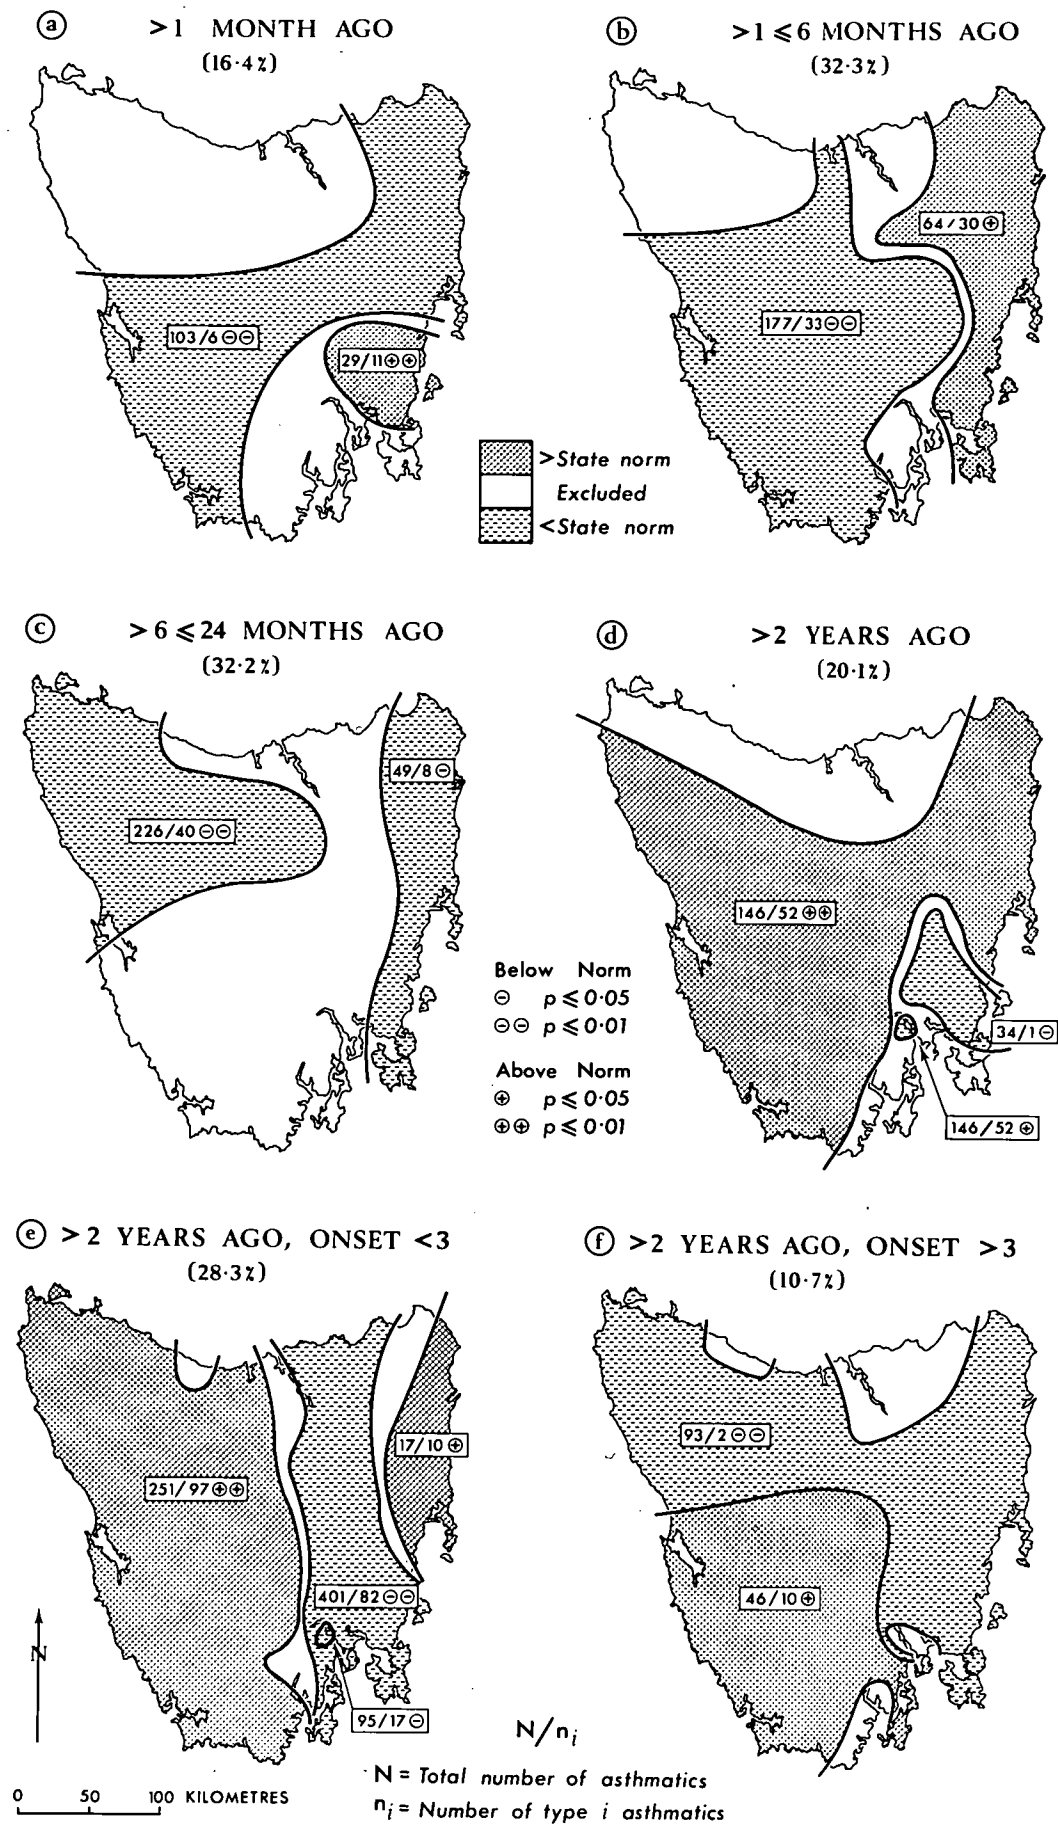 ⓐ >1 MONTH AGO
(16·4%)
ⓑ >1 ⩽ 6 MONTHS AGO
(32·3%)
103/6 ⊖⊖
29/11 ⊕⊕
64/30 ⊕
177/33 ⊖⊖
>State norm
Excluded
<State norm
ⓒ >6 ⩽ 24 MONTHS AGO
(32·2%)
ⓓ >2 YEARS AGO
(20·1%)
49/8 ⊖
226/40 ⊖⊖
146/52 ⊕⊕
34/1 ⊖
146/52 ⊕
Below Norm
⊖ p ⩽ 0·05
⊖⊖ p ⩽ 0·01
Above Norm
⊕ p ⩽ 0·05
⊕⊕ p ⩽ 0·01
ⓔ >2 YEARS AGO, ONSET <3
(28·3%)
ⓕ >2 YEARS AGO, ONSET >3
(10·7%)
17/10 ⊕
251/97 ⊕⊕
401/82 ⊖⊖
95/17 ⊖
93/2 ⊖⊖
46/10 ⊕
N
N/ni
N = Total number of asthmatics
ni = Number of type i asthmatics
0 50 100 KILOMETRES